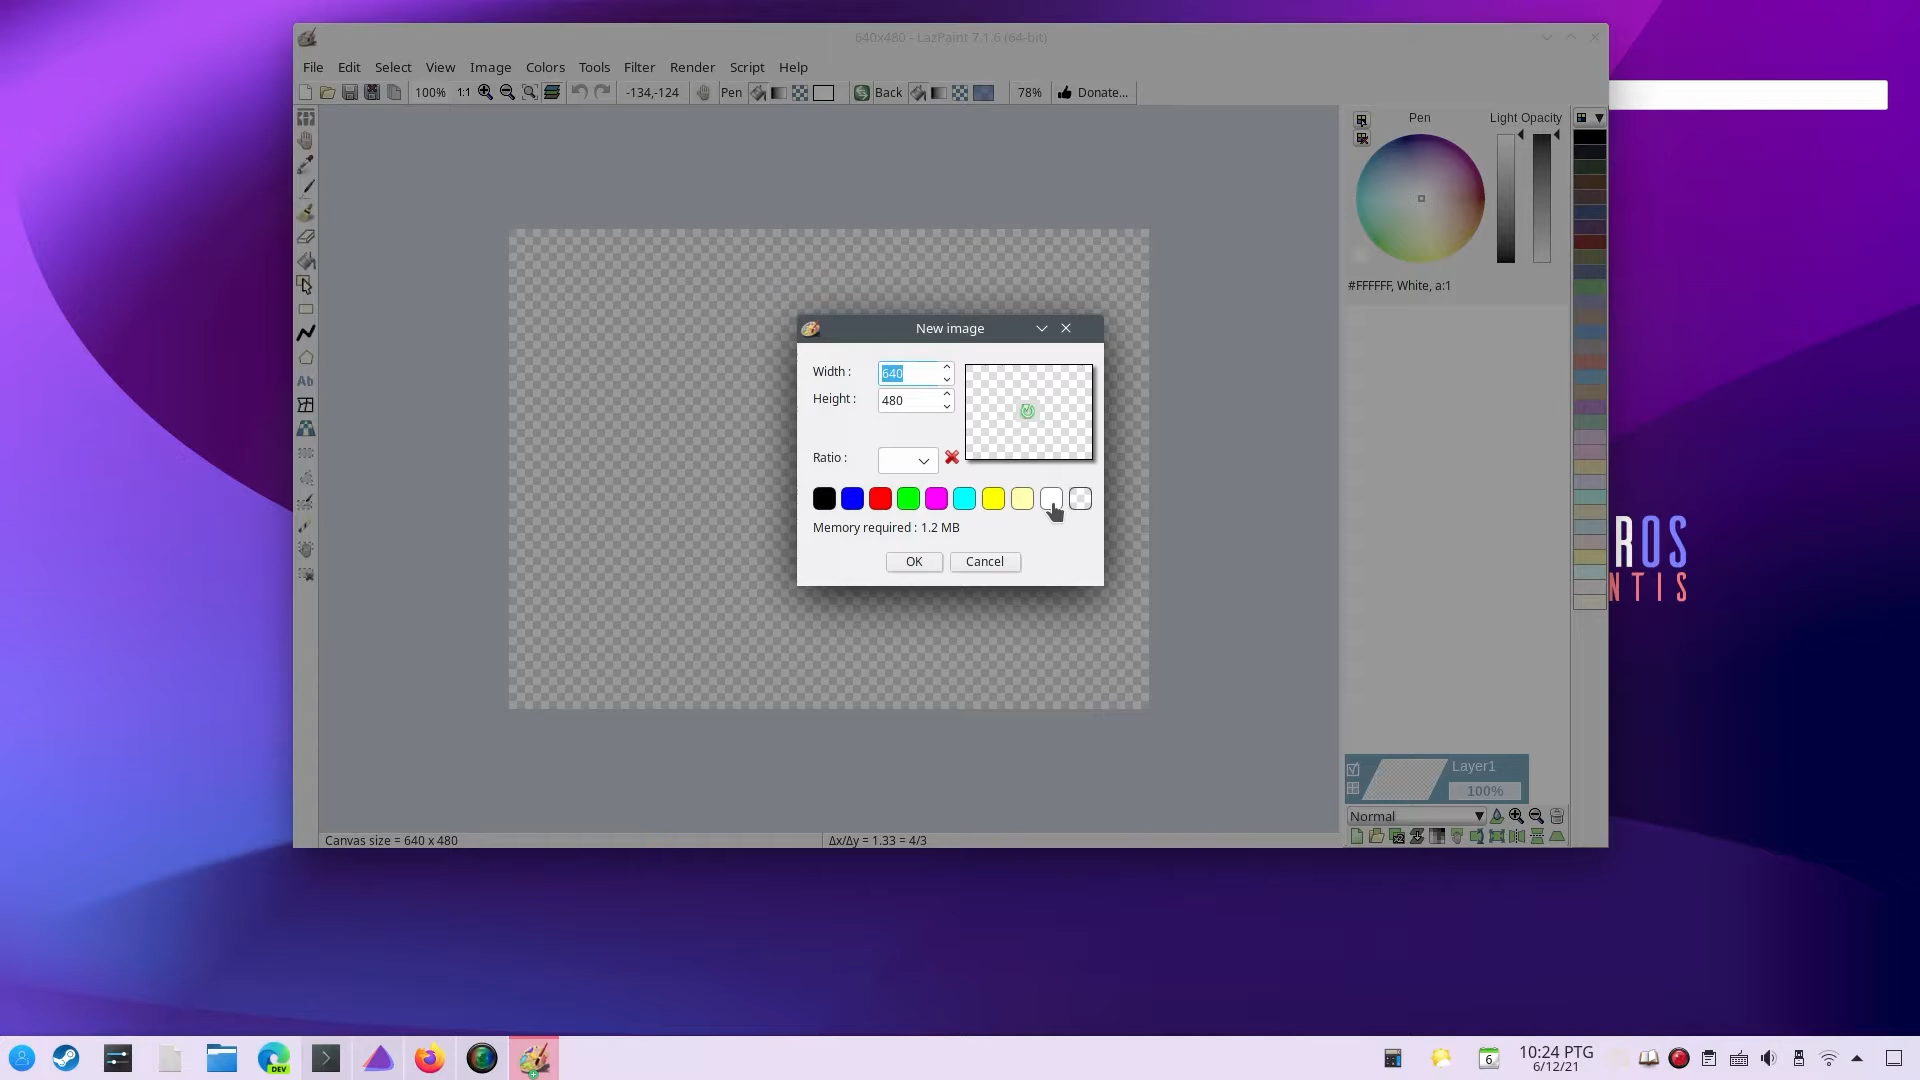 640x480 - LazPaint 7.1.6 (64-bit)
File Edit Select View Image Colors Tools Filter Render Script Help
100% 1:1 -134,-124 Pen Back 78% Donate...
Pen Light Opacity
#FFFFFF, White, a:1
Ab
New image
Width : 640
Height : 480
Ratio :
Memory required : 1.2 MB
OK Cancel
ROS
NTIS
Layer1
100%
Normal
Canvas size = 640 x 480 Δx/Δy = 1.33 = 4/3
DEV
6
10:24 PTG
6/12/21